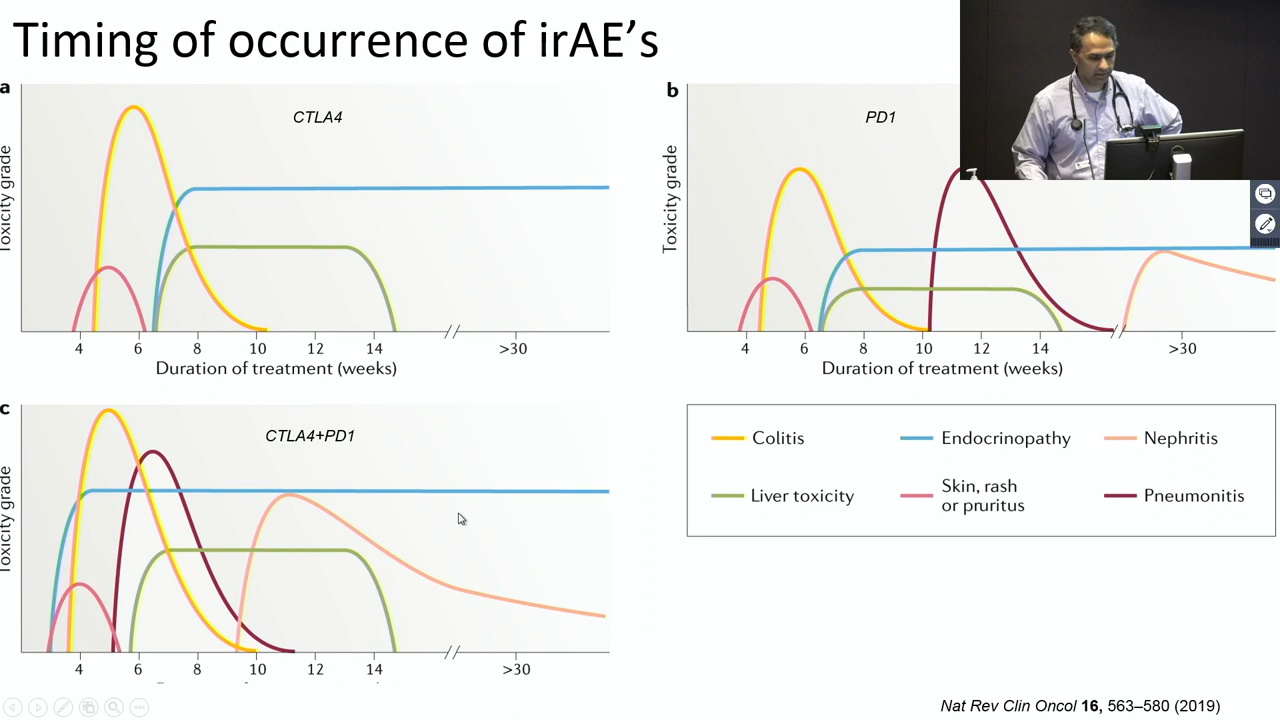 Timing of occurrence of irAE’s
a
CTLA4
Toxicity grade
4 6 8 10 12 14 >30
Duration of treatment (weeks)
b
PD1
Toxicity grade
4 6 8 10 12 14 >30
Duration of treatment (weeks)
c
CTLA4+PD1
Toxicity grade
4 6 8 10 12 14 >30
Colitis
Endocrinopathy
Nephritis
Liver toxicity
Skin, rash
or pruritus
Pneumonitis
Nat Rev Clin Oncol 16, 563–580 (2019)